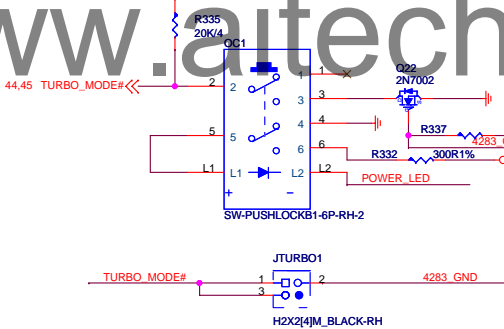 www.aitech
R335
20K/4
OC1
44,45 TURBO_MODE#
2 2 1 1
3 3
Q22
2N7002
4 4
5 5 6 6
R337
4283_G
R332 300R1%
L1 L1 L2 L2
POWER_LED
+ -
SW-PUSHLOCKB1-6P-RH-2
JTURBO1
TURBO_MODE# 1 2 4283_GND
3
H2X2[4]M_BLACK-RH